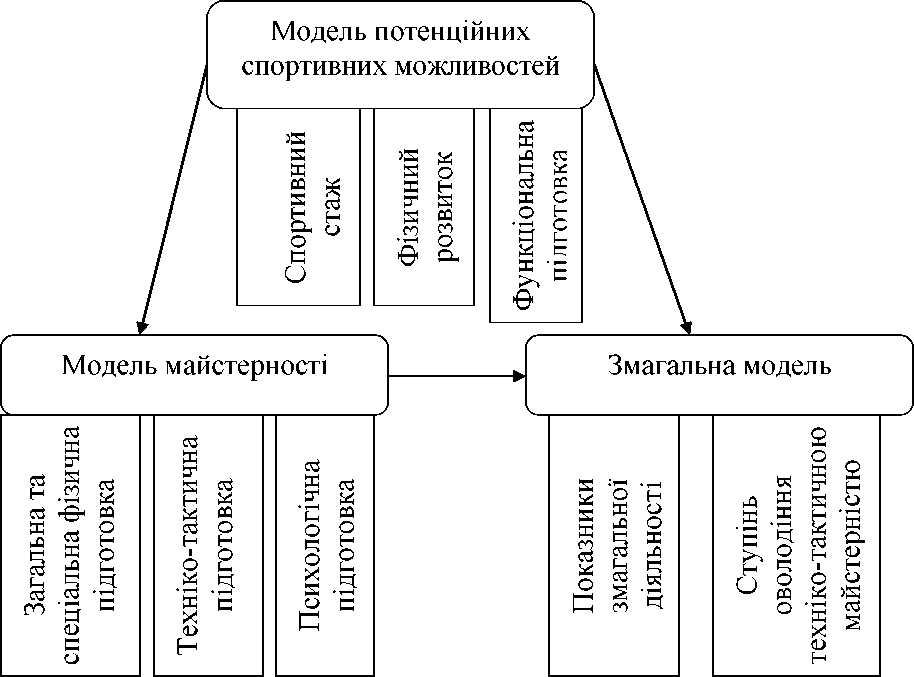 Модель потенційних
спортивних можливостей
Спортивний
стаж
Фізичний
розвиток
Функціональна
пілготовка
Модель майстерності
Змагальна модель
Загальна та
спеціальна фізична
підготовка
Техніко-тактична
підготовка
Психологічна
підготовка
Показники
змагальної
діяльності
Ступінь
оволодіння
техніко-тактичною
майстерністю